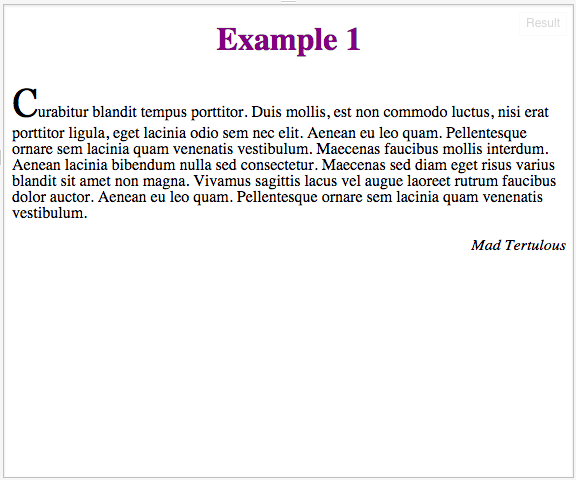 Result
Example 1
Curabitur blandit tempus porttitor. Duis mollis, est non commodo luctus, nisi erat
porttitor ligula, eget lacinia odio sem nec elit. Aenean eu leo quam. Pellentesque
ornare sem lacinia quam venenatis vestibulum. Maecenas faucibus mollis interdum.
Aenean lacinia bibendum nulla sed consectetur. Maecenas sed diam eget risus varius
blandit sit amet non magna. Vivamus sagittis lacus vel augue laoreet rutrum faucibus
dolor auctor. Aenean eu leo quam. Pellentesque ornare sem lacinia quam venenatis
vestibulum.
Mad Tertulous